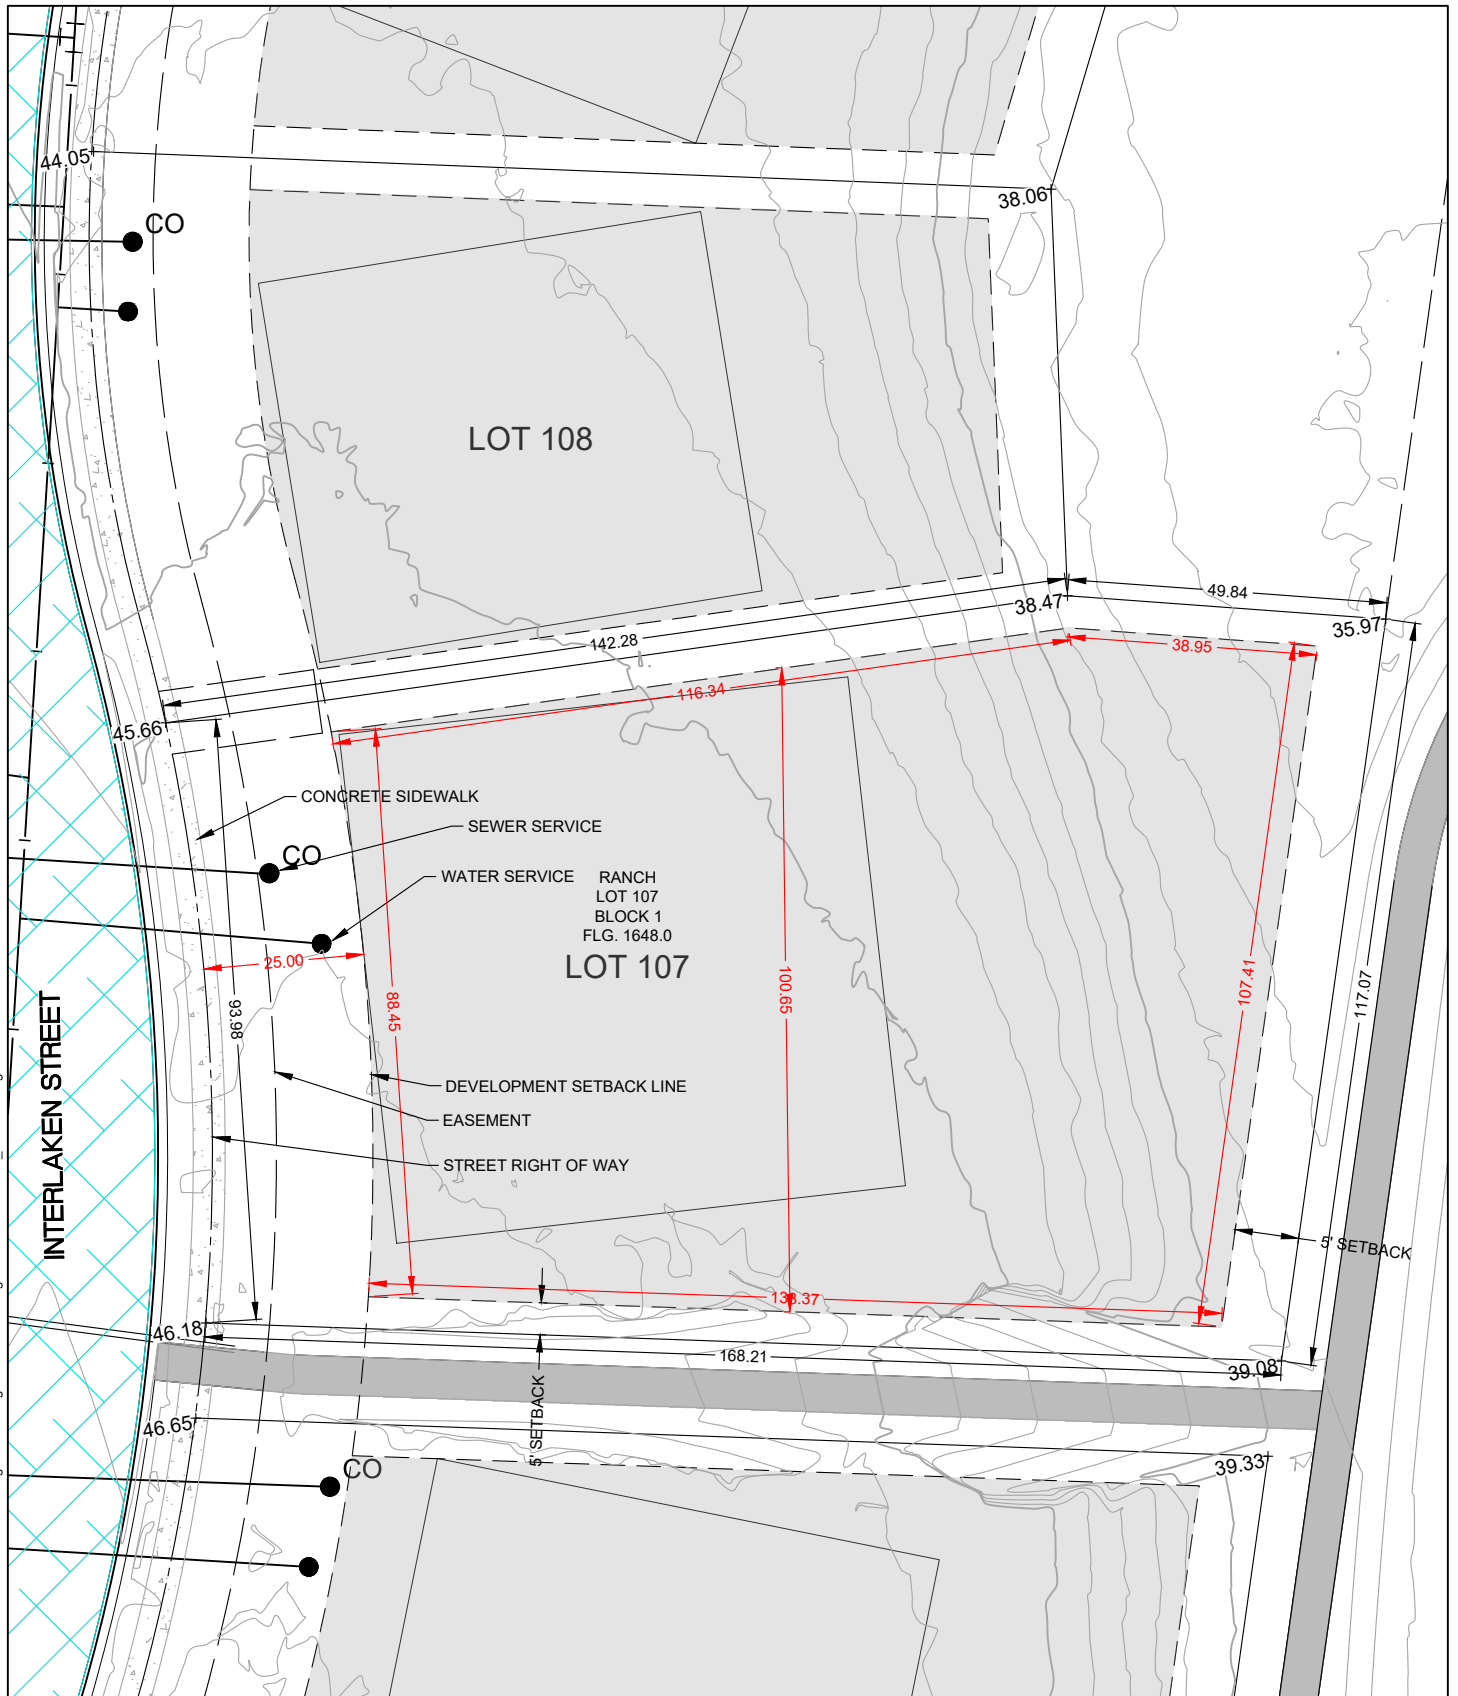 44.05
38.06
CO
LOT 108
49.84
38.47
35.97
142.28
38.95
116.34
45.66
CONCRETE SIDEWALK
SEWER SERVICE
CO
WATER SERVICE
RANCH
LOT 107
BLOCK 1
FLG. 1648.0
LOT 107
25.00
93.98
88.45
100.65
107.41
117.07
INTERLAKEN STREET
DEVELOPMENT SETBACK LINE
EASEMENT
STREET RIGHT OF WAY
5' SETBACK
133.37
46.18
168.21
39.08
5' SETBACK
46.65
39.33
CO